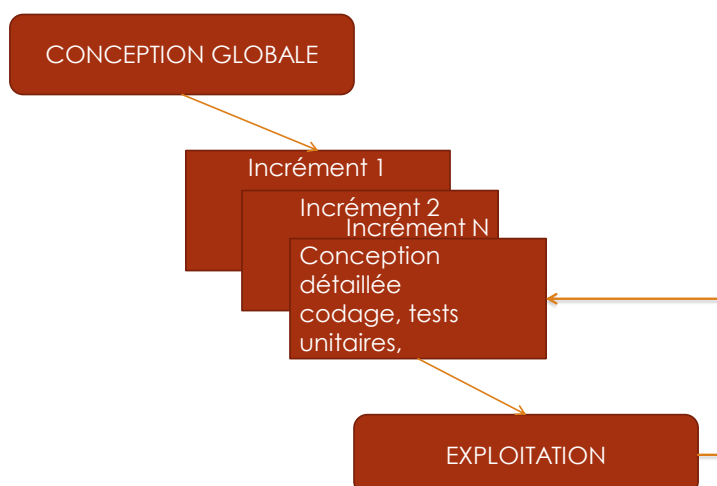 CONCEPTION GLOBALE
Incrément 1
Incrément 2
Incrément N
Conception
détaillée
codage, tests
unitaires,
EXPLOITATION